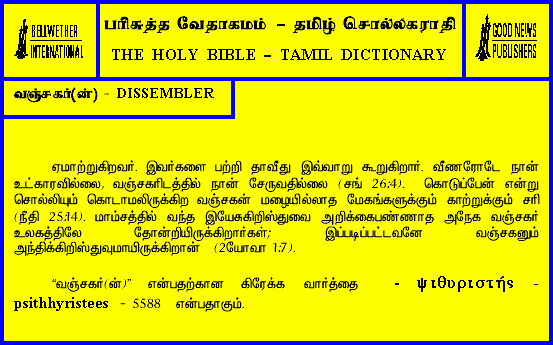 BELLWETHER
INTERNATIONAL
பரிசுத்த வேதாகமம் – தமிழ் சொல்லகராதி
THE HOLY BIBLE – TAMIL DICTIONARY
GOOD NEWS
PUBLISHERS
வஞ்சகர்(ன்) - DISSEMBLER
ஏமாற்றுகிறவர். இவர்களை பற்றி தாவீது இவ்வாறு கூறுகிறார். வீணரோடே நான்
உட்காரவில்லை, வஞ்சகரிடத்தில் நான் சேருவதில்லை (சங் 26:4). கொடுப்பேன் என்று
சொல்லியும் கொடாமலிருக்கிற வஞ்சகன் மழையில்லாத மேகங்களுக்கும் காற்றுக்கும் சரி
(நீதி 25:14). மாம்சத்தில் வந்த இயேசுகிறிஸ்துவை அறிக்கைபண்ணாத அநேக வஞ்சகர்
உலகத்திலே தோன்றியிருக்கிறார்கள்; இப்படிப்பட்டவனே வஞ்சகனும்
அந்திக்கிறிஸ்துவுமாயிருக்கிறான் (2யோவா 1:7).
“வஞ்சகர்(ன்)” என்பதற்கான கிரேக்க வார்த்தை - ψιθυριστής -
psithhyristees - 5588 என்பதாகும்.